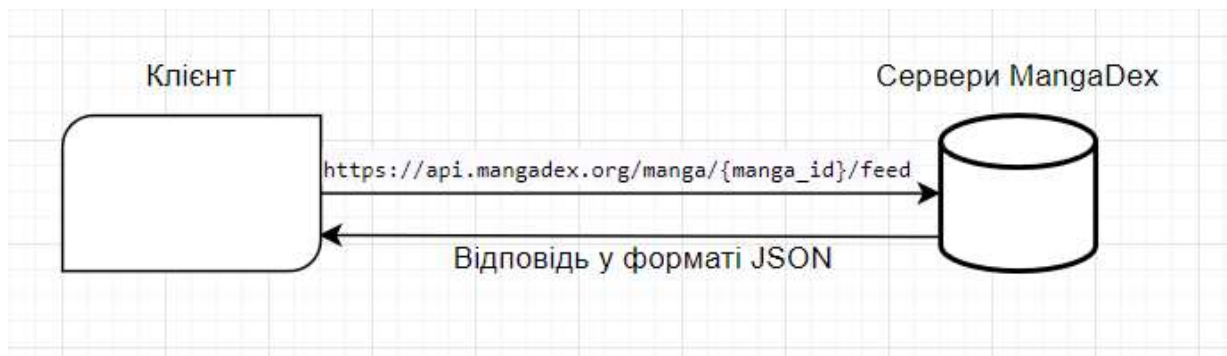 Клієнт
Сервери MangaDex
https://api.mangadex.org/manga/{manga_id}/feed
Відповідь у форматі JSON